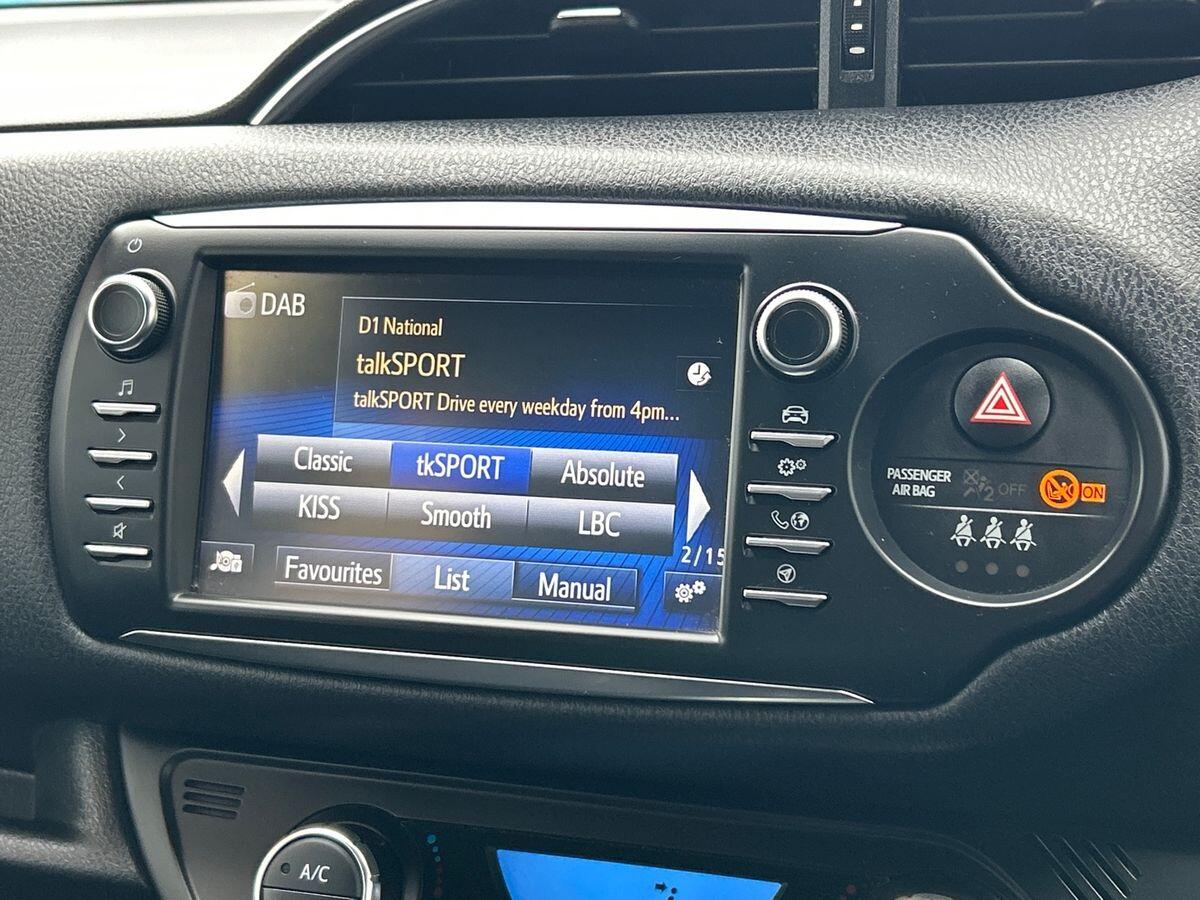 DAB
D1 National
talkSPORT
talkSPORT Drive every weekday from 4pm...
Classic tkSPORT Absolute
KISS Smooth LBC
2/15
Favourites List Manual
PASSENGER
AIR BAG
2 OFF
ON
A/C